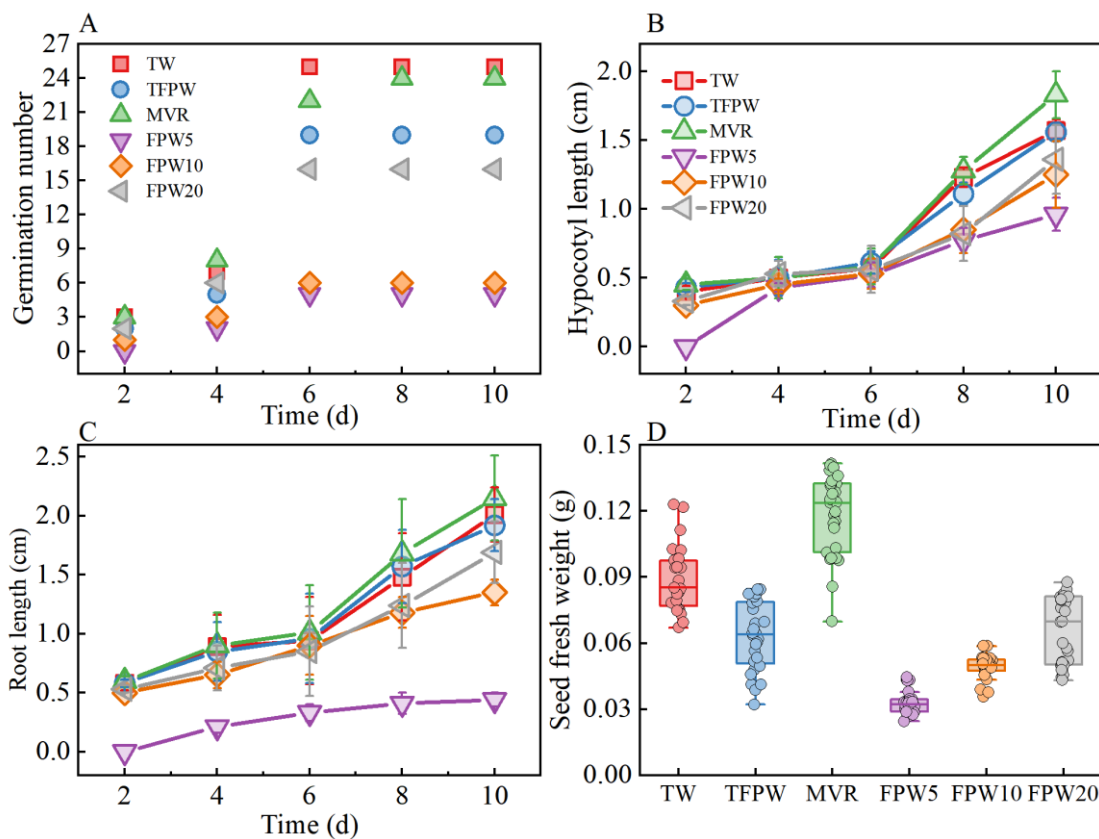 A
27
24
21
18
15
12
9
6
3
0
Germination number
TW
TFPW
MVR
FPW5
FPW10
FPW20
2
4
6
8
10
Time (d)
B
2.0
1.5
1.0
0.5
0.0
Hypocotyl length (cm)
TW
TFPW
MVR
FPW5
FPW10
FPW20
2
4
6
8
10
Time (d)
C
2.5
2.0
1.5
1.0
0.5
0.0
Root length (cm)
2
4
6
8
10
Time (d)
D
0.15
0.12
0.09
0.06
0.03
0.00
Seed fresh weight (g)
TW
TFPW
MVR
FPW5
FPW10
FPW20